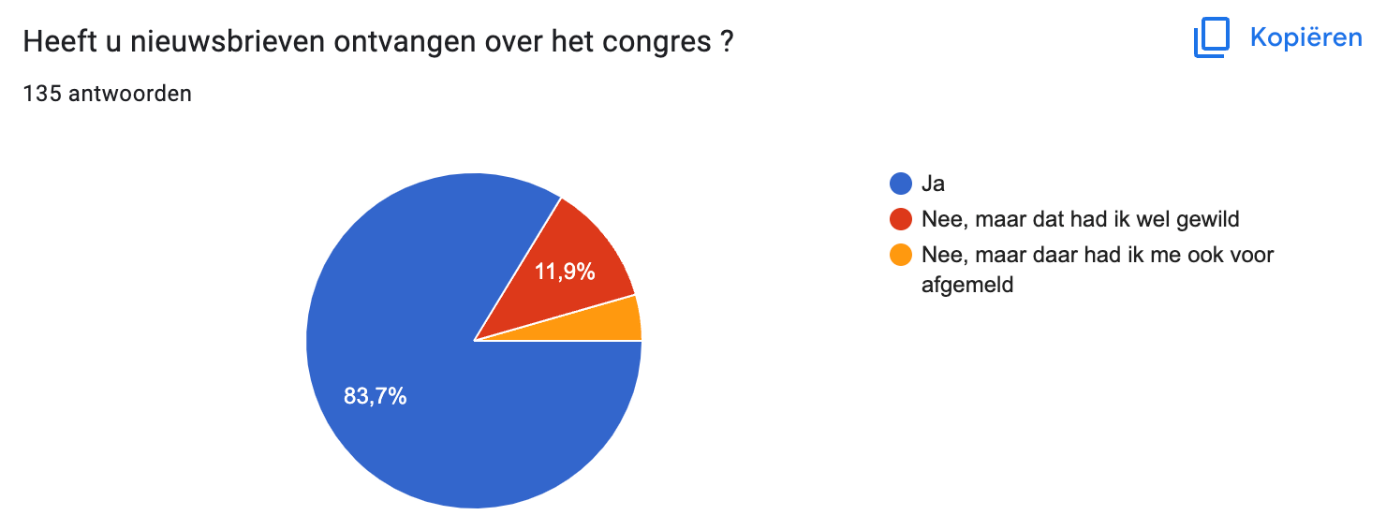 Heeft u nieuwsbrieven ontvangen over het congres ?
Kopiëren
135 antwoorden
Ja
Nee, maar dat had ik wel gewild
Nee, maar daar had ik me ook voor
afgemeld
11,9%
83,7%